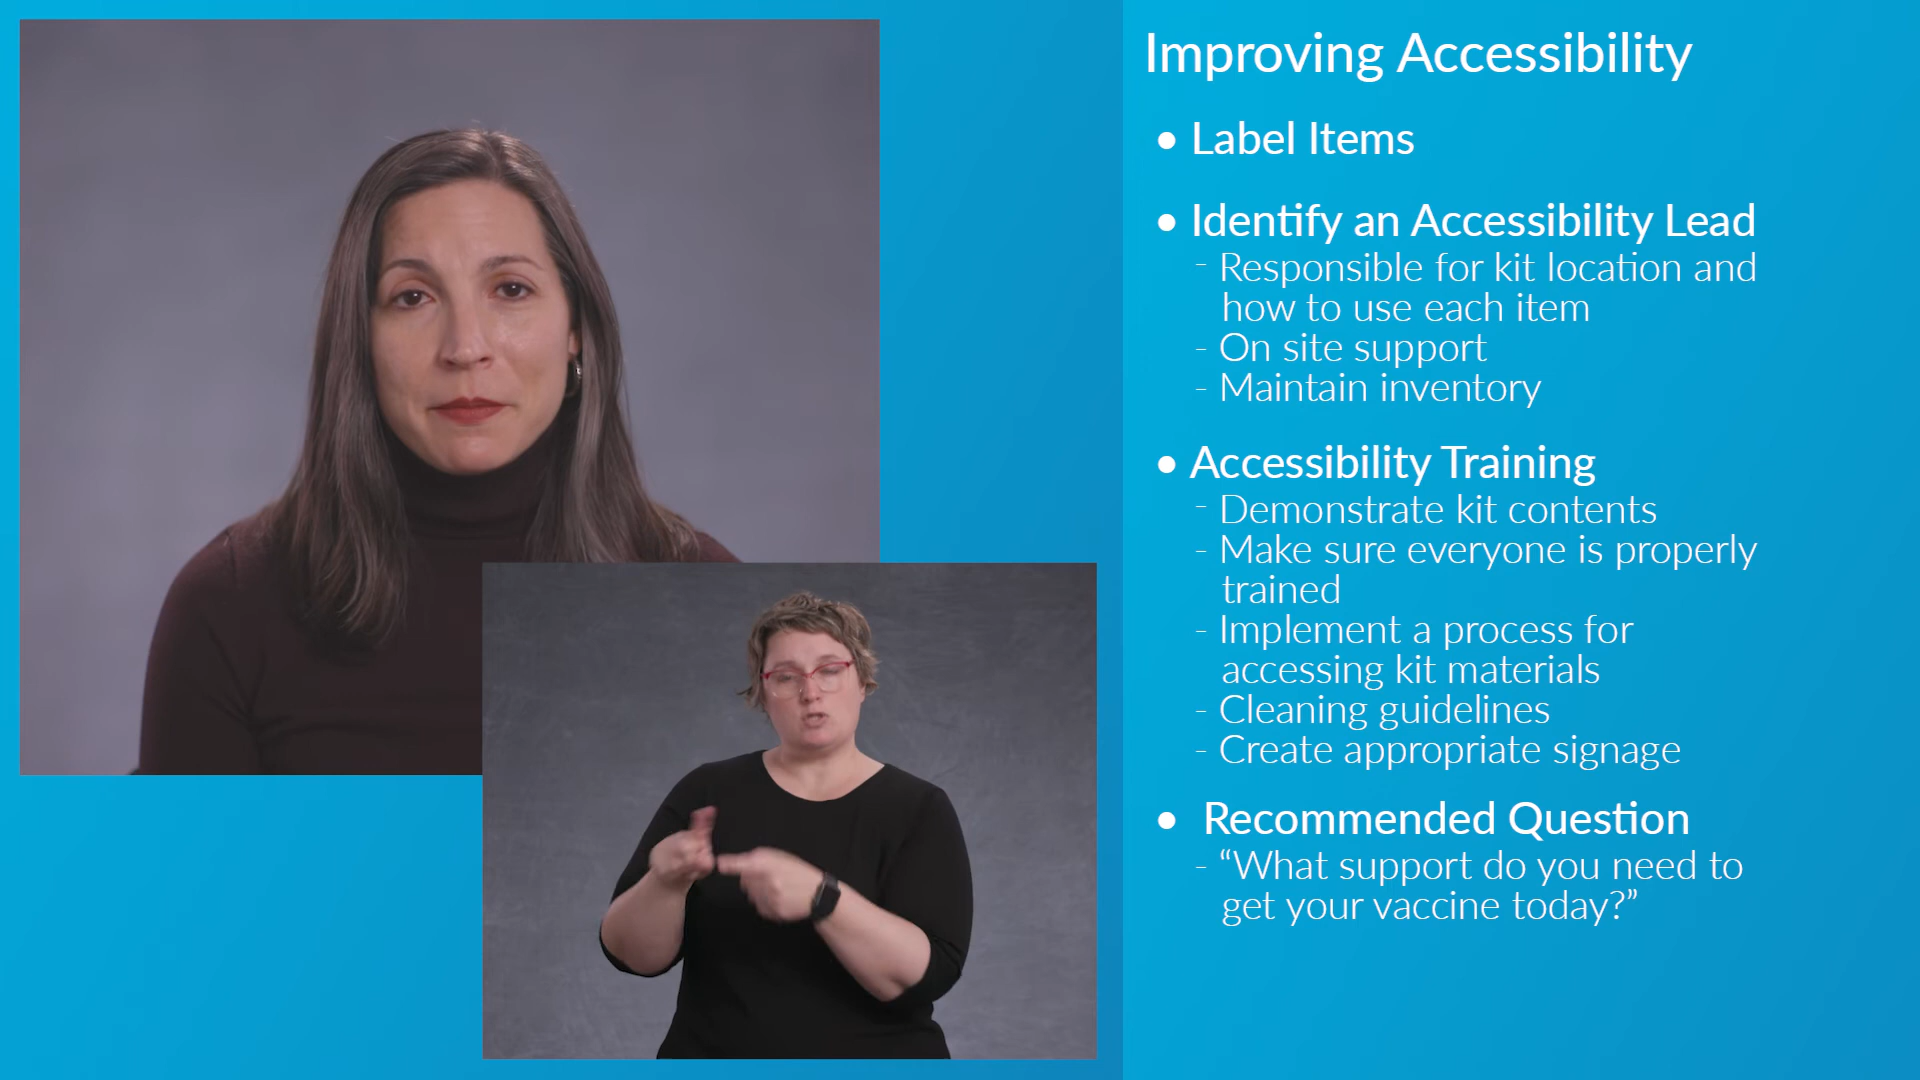 Improving Accessibility
• Label Items
• Identify an Accessibility Lead
- Responsible for kit location and
how to use each item
- On site support
- Maintain inventory
• Accessibility Training
- Demonstrate kit contents
- Make sure everyone is properly
trained
- Implement a process for
accessing kit materials
- Cleaning guidelines
- Create appropriate signage
• Recommended Question
- “What support do you need to
get your vaccine today?”